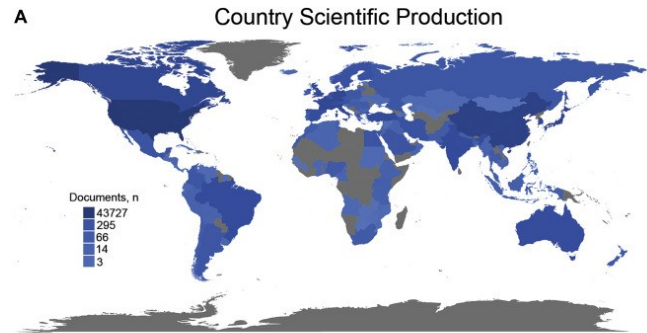 A
Country Scientific Production
Documents, n
43727
295
66
14
3